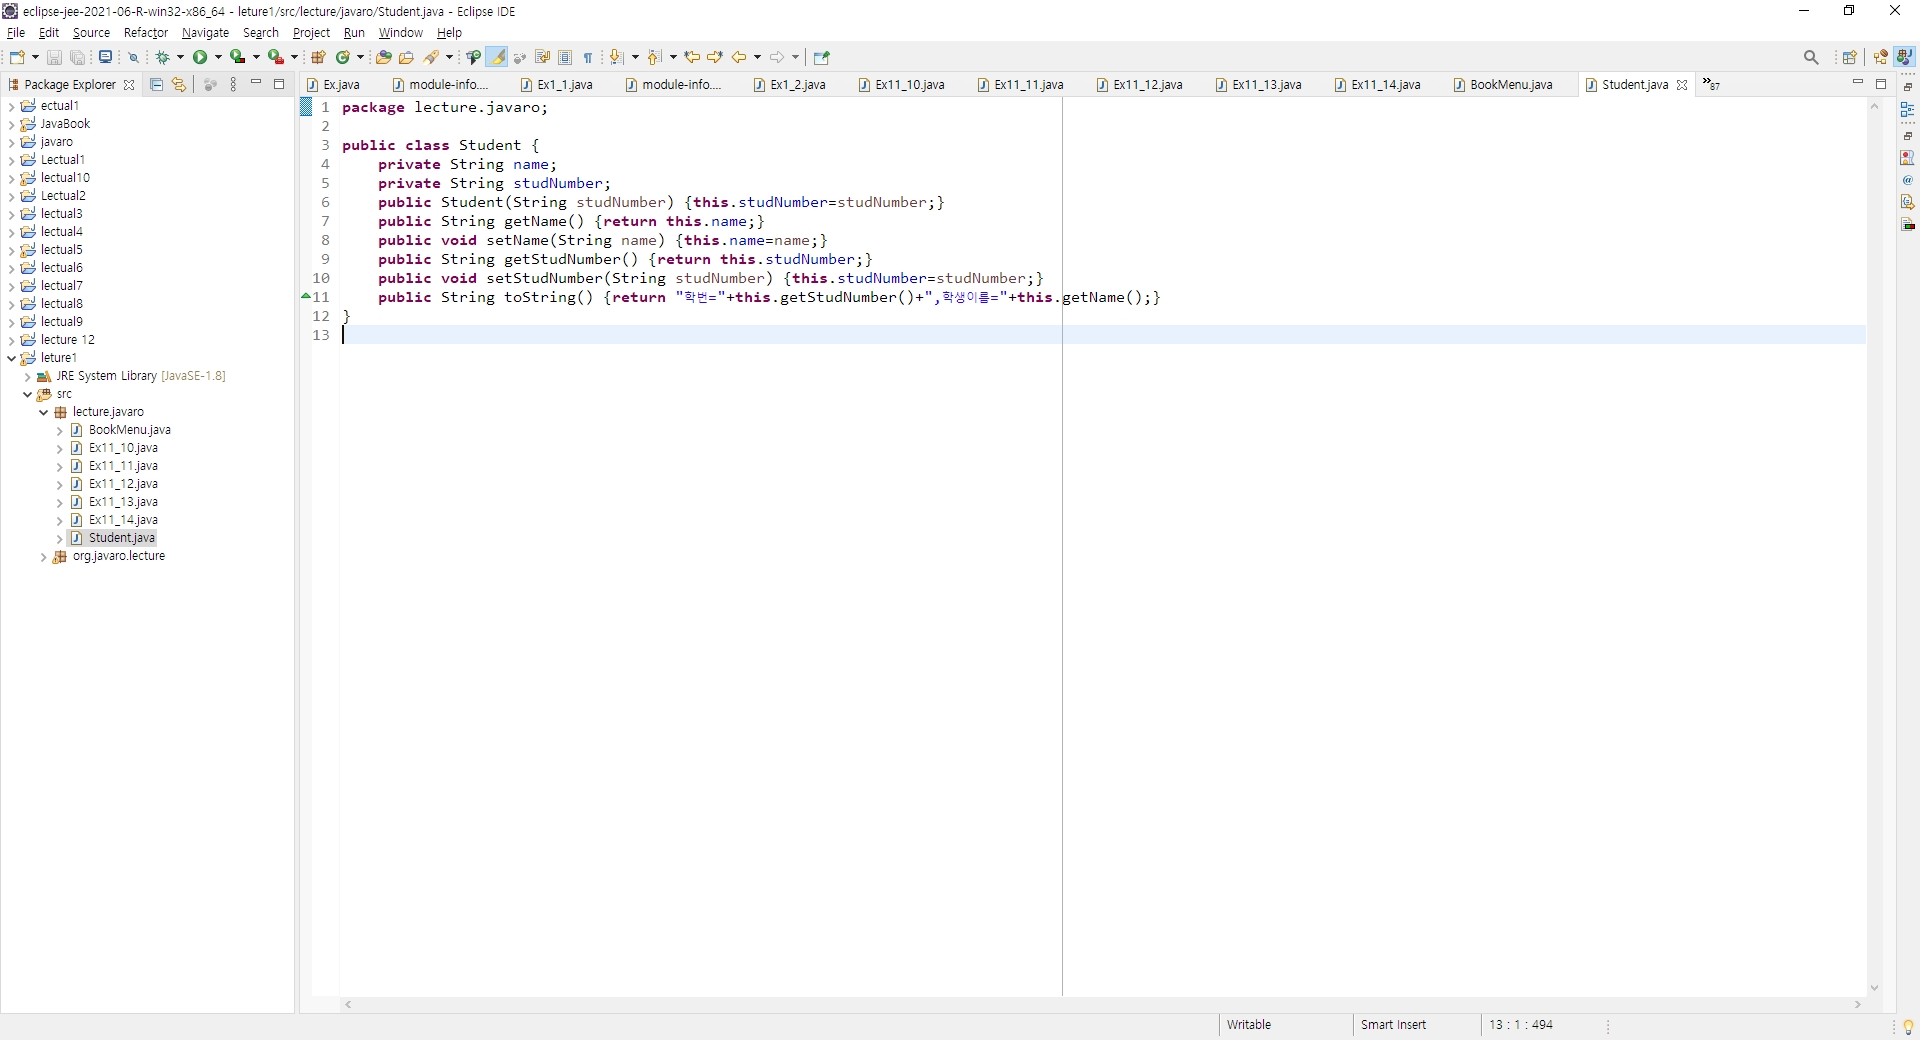 eclipse-jee-2021-06-R-win32-x86_64 - leture1/src/lecture/javaro/Student.java - Eclipse IDE
File Edit Source Refactor Navigate Search Project Run Window Help
Package Explorer
Ex.java module-info.... Ex1_1.java module-info.... Ex1_2.java Ex11_10.java Ex11_11.java Ex11_12.java Ex11_13.java Ex11_14.java BookMenu.java Student.java »87
ectual1
JavaBook
javaro
Lectual1
lectual10
Lectual2
lectual3
lectual4
lectual5
lectual6
lectual7
lectual8
lectual9
lecture 12
leture1
JRE System Library [JavaSE-1.8]
src
lecture.javaro
BookMenu.java
Ex11_10.java
Ex11_11.java
Ex11_12.java
Ex11_13.java
Ex11_14.java
Student.java
org.javaro.lecture
1 package lecture.javaro;
2
3 public class Student {
4 private String name;
5 private String studNumber;
6 public Student(String studNumber) {this.studNumber=studNumber;}
7 public String getName() {return this.name;}
8 public void setName(String name) {this.name=name;}
9 public String getStudNumber() {return this.studNumber;}
10 public void setStudNumber(String studNumber) {this.studNumber=studNumber;}
11 public String toString() {return "학번="+this.getStudNumber()+",학생이름="+this.getName();}
12 }
13
Writable Smart Insert 13 : 1 : 494